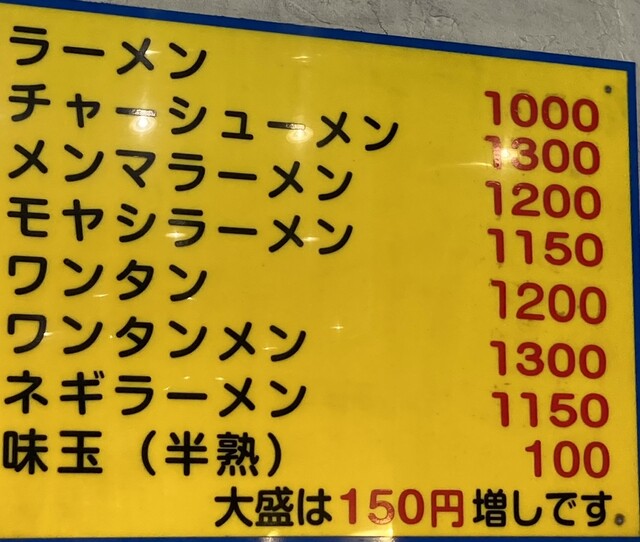 ラーメン 1000
チャーシューメン 1300
メンマラーメン 1200
モヤシラーメン 1150
ワンタン 1200
ワンタンメン 1300
ネギラーメン 1150
味玉（半熟） 100
大盛は150円増しです